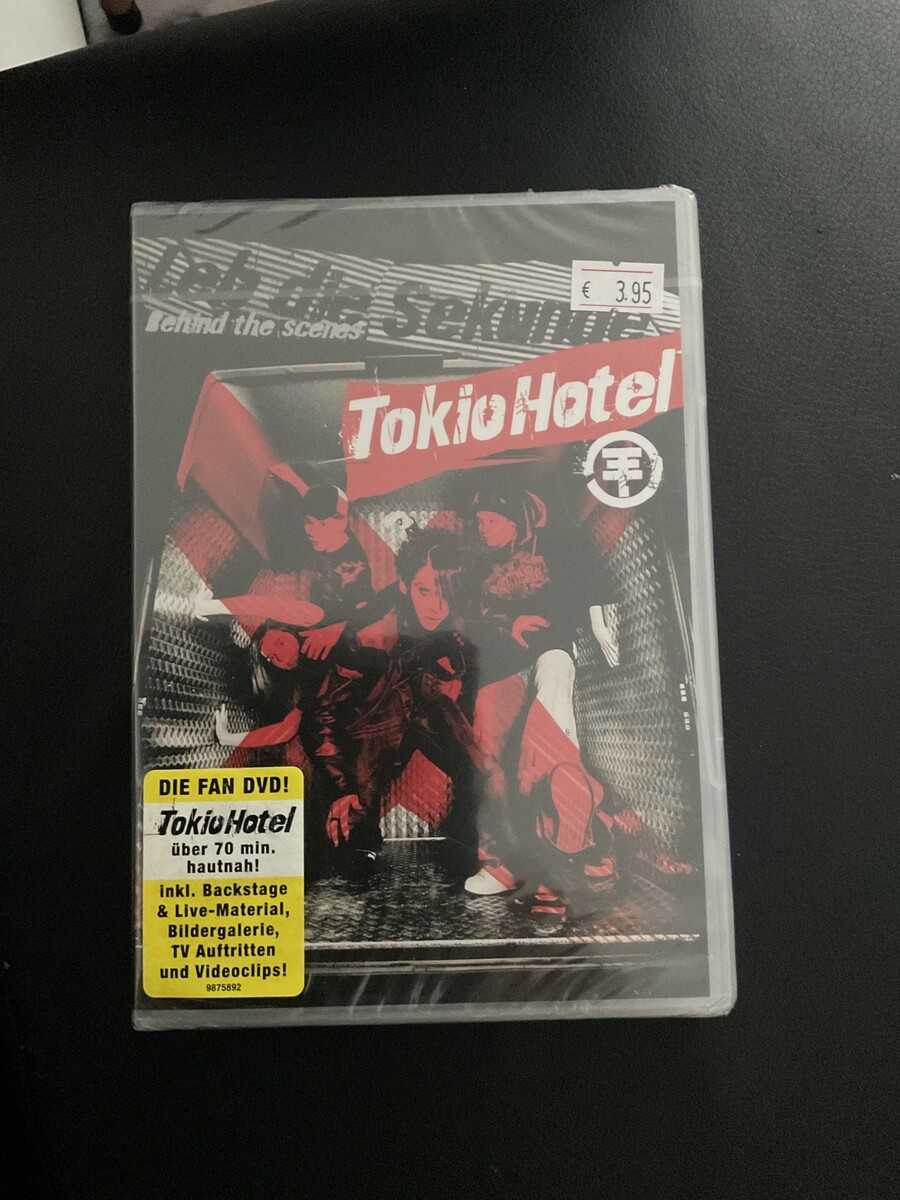 Leb die Sekunde
€ 3.95
Behind the scenes
Tokio Hotel
DIE FAN DVD!
Tokio Hotel
über 70 min.
hautnah!
inkl. Backstage
& Live-Material,
Bildergalerie,
TV Auftritten
und Videoclips!
9875892